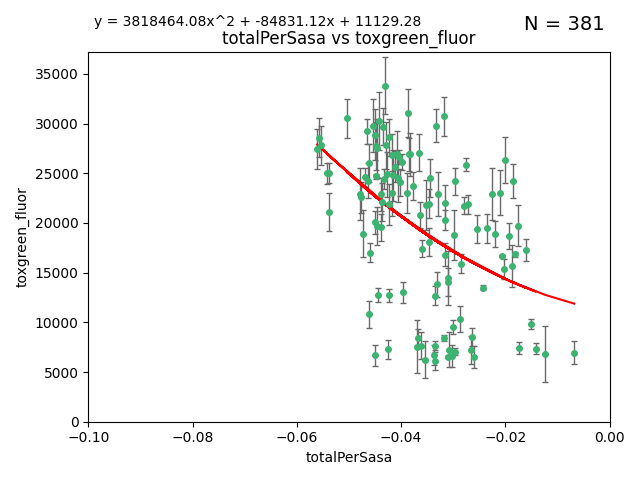 y = 3818464.08x^2 + -84831.12x + 11129.28
N = 381
totalPerSasa vs toxgreen_fluor
35000
30000
25000
20000
15000
10000
5000
0
toxgreen_fluor
−0.10 −0.08 −0.06 −0.04 −0.02 0.00
totalPerSasa